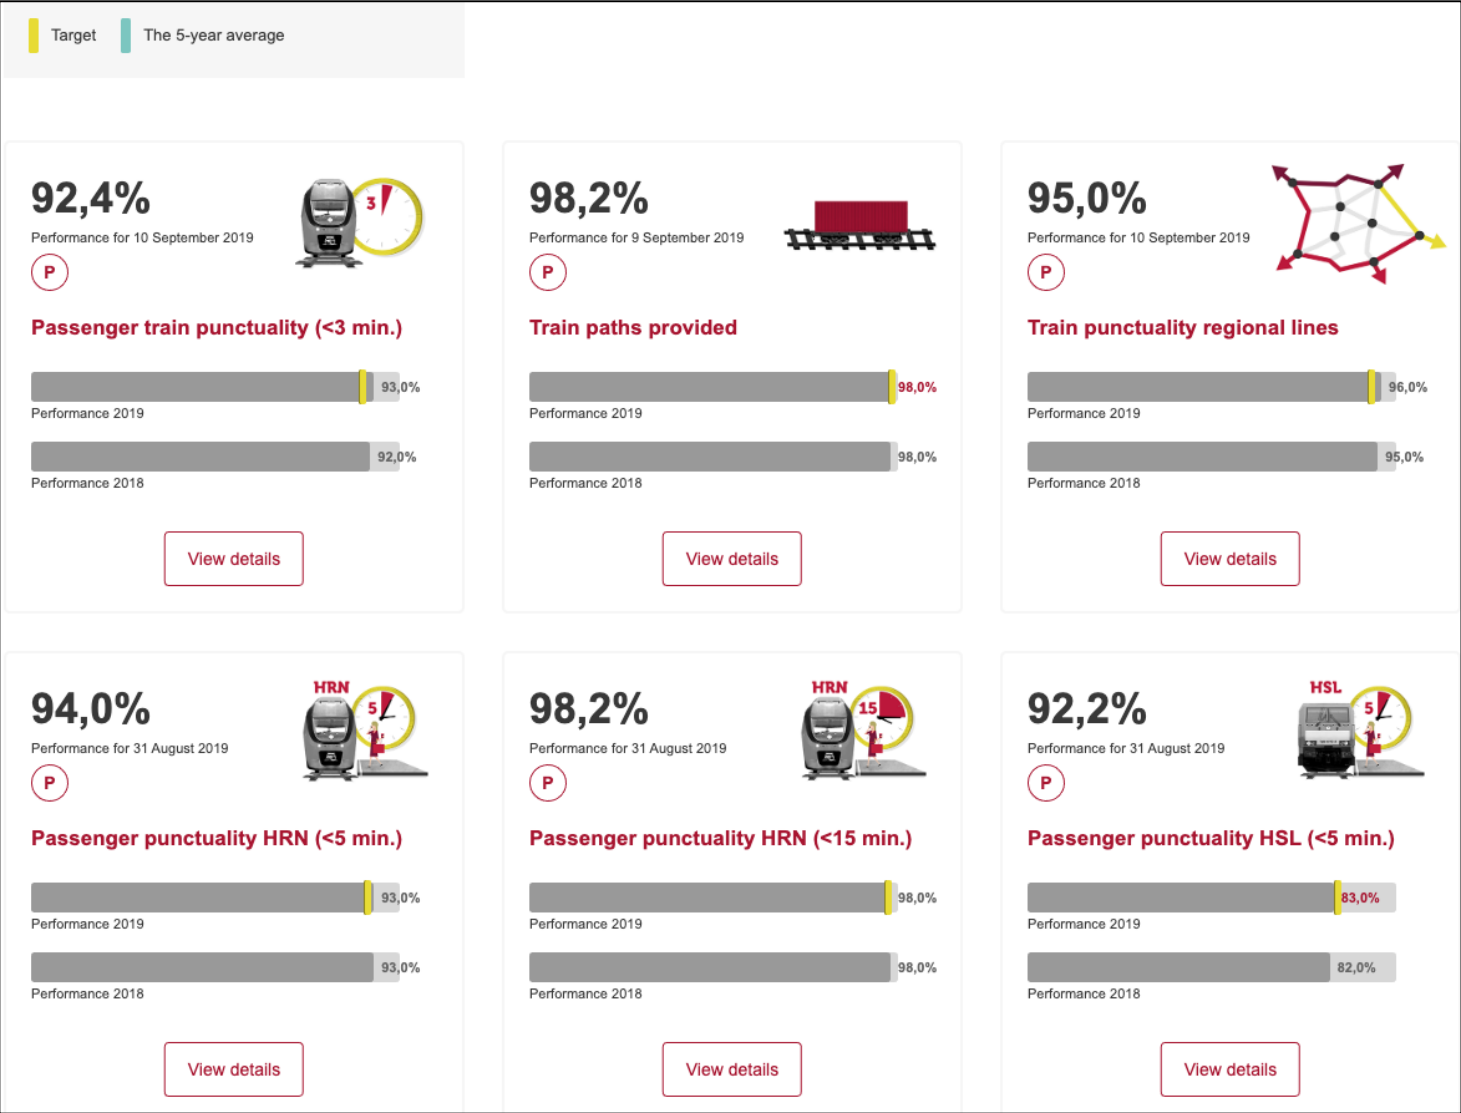 Target
The 5-year average
92,4%
Performance for 10 September 2019
3
P
Passenger train punctuality (<3 min.)
93,0%
Performance 2019
92,0%
Performance 2018
View details
98,2%
Performance for 9 September 2019
P
Train paths provided
98,0%
Performance 2019
98,0%
Performance 2018
View details
95,0%
Performance for 10 September 2019
P
Train punctuality regional lines
96,0%
Performance 2019
95,0%
Performance 2018
View details
94,0%
Performance for 31 August 2019
HRN
5
P
Passenger punctuality HRN (<5 min.)
93,0%
Performance 2019
93,0%
Performance 2018
View details
98,2%
Performance for 31 August 2019
HRN
15
P
Passenger punctuality HRN (<15 min.)
98,0%
Performance 2019
98,0%
Performance 2018
View details
92,2%
Performance for 31 August 2019
HSL
5
P
Passenger punctuality HSL (<5 min.)
83,0%
Performance 2019
82,0%
Performance 2018
View details